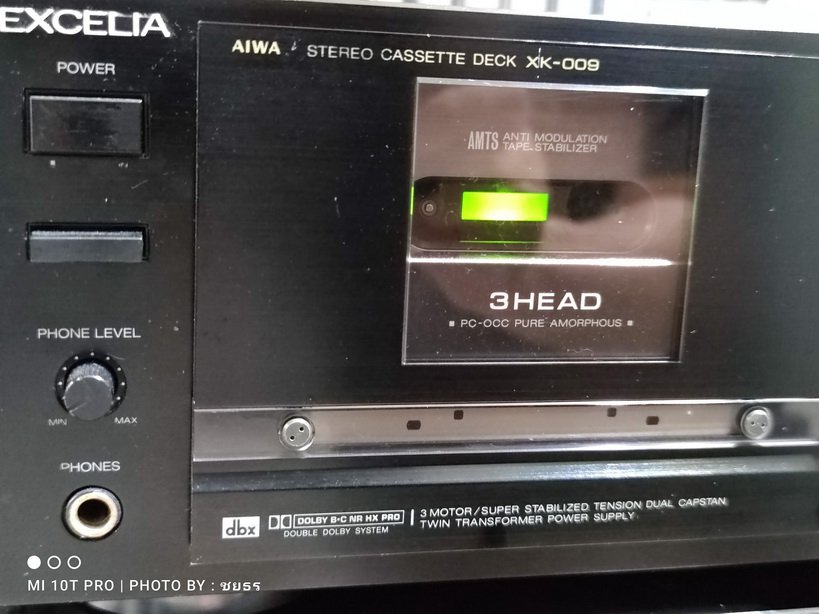 EXCELIA
AIWA STEREO CASSETTE DECK XK-009
POWER
AMTS ANTI MODULATION
TAPE STABILIZER
3HEAD
▪ PC-OCC PURE AMORPHOUS ▪
PHONE LEVEL
MIN MAX
PHONES
dbx DOLBY B·C NR HX PRO
DOUBLE DOLBY SYSTEM
3 MOTOR/SUPER STABILIZED TENSION DUAL CAPSTAN
TWIN TRANSFORMER POWER SUPPLY
MI 10T PRO | PHOTO BY : ชยธร